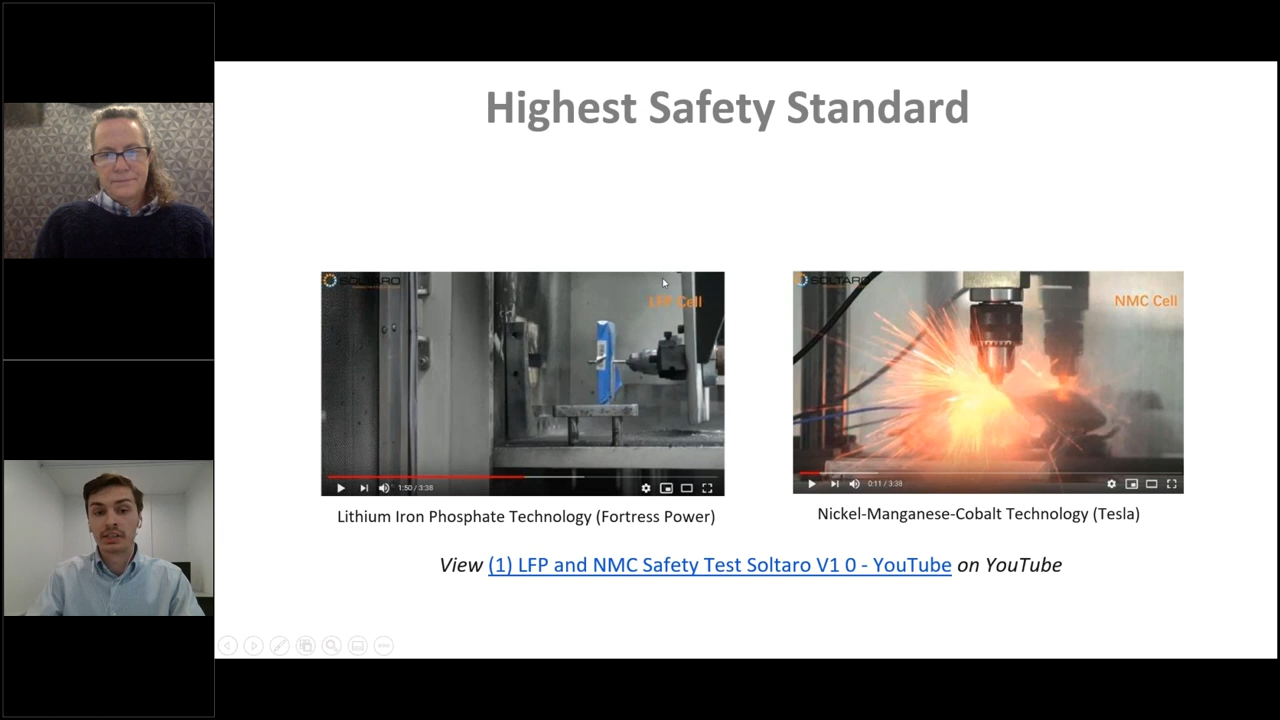 Highest Safety Standard
SOLTARO
LFP Cell
1:50 / 3:38
SOLTARO
NMC Cell
0:11 / 3:38
Lithium Iron Phosphate Technology (Fortress Power)
Nickel-Manganese-Cobalt Technology (Tesla)
View (1) LFP and NMC Safety Test Soltaro V1 0 - YouTube on YouTube